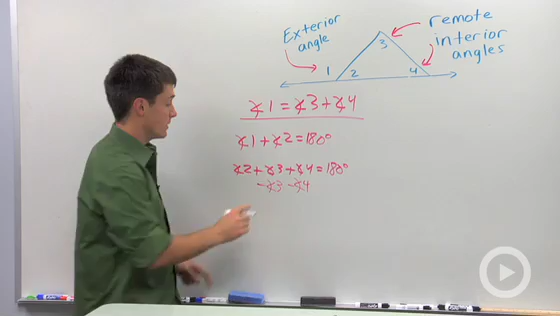 Exterior angle
remote interior angles
1 2 3 4
∡1 = ∡3 + ∡4
∡1 + ∡2 = 180°
∡2 + ∡3 + ∡4 = 180°
-∡3 -∡4